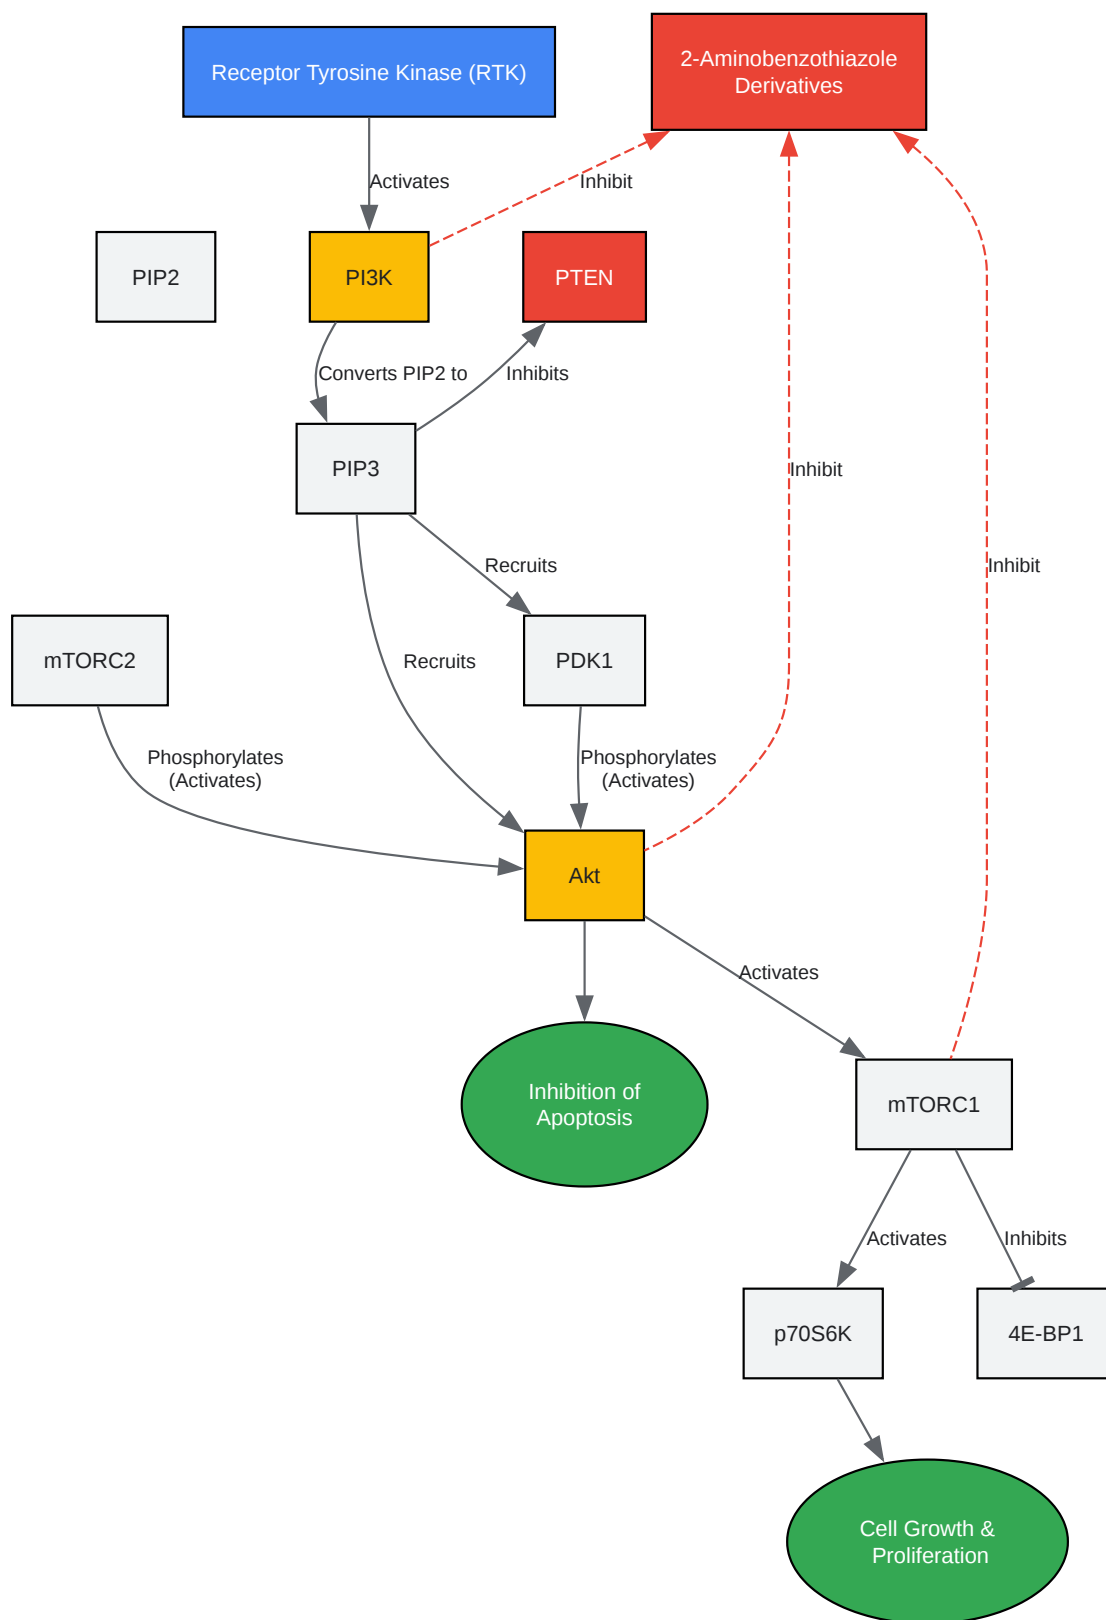 Receptor Tyrosine Kinase (RTK)
2-Aminobenzothiazole
Derivatives
Activates
Inhibit
PIP2
PI3K
PTEN
Converts PIP2 to
Inhibits
PIP3
Inhibit
Recruits
Inhibit
mTORC2
Recruits
PDK1
Phosphorylates
(Activates)
Phosphorylates
(Activates)
Akt
Activates
Inhibition of
Apoptosis
mTORC1
Activates
Inhibits
p70S6K
4E-BP1
Cell Growth &
Proliferation